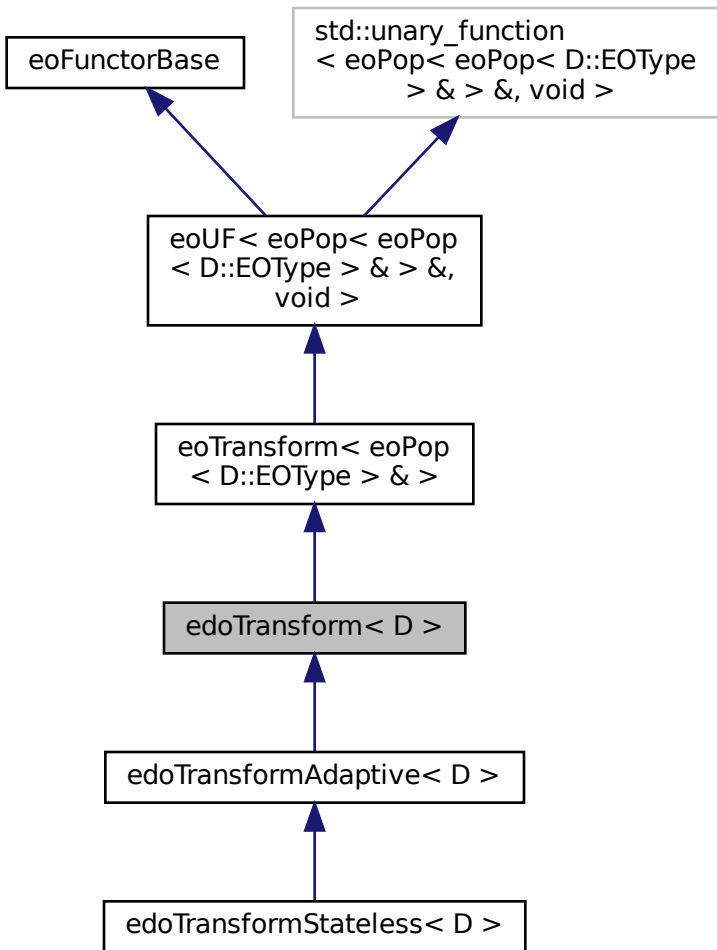 eoFunctorBase
std::unary_function
< eoPop< eoPop< D::EOType
> & > &, void >
eoUF< eoPop< eoPop
< D::EOType > & > &,
void >
eoTransform< eoPop
< D::EOType > & >
edoTransform< D >
edoTransformAdaptive< D >
edoTransformStateless< D >